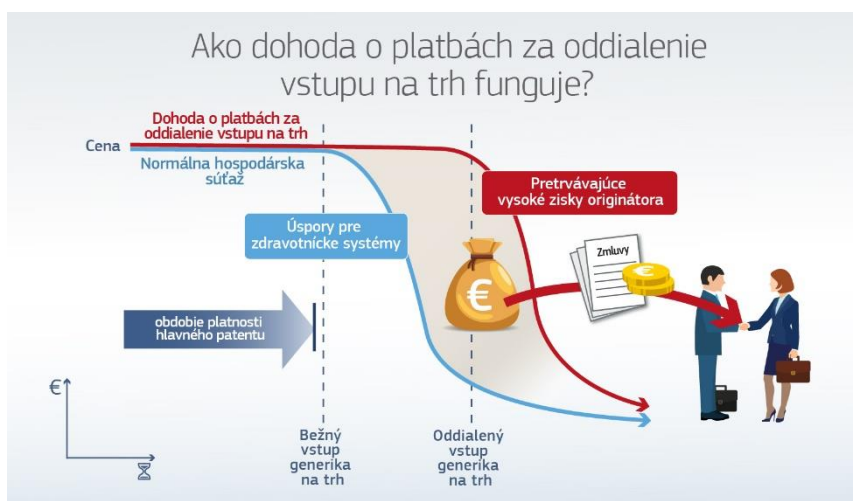 Ako dohoda o platbách za oddialenie
vstupu na trh funguje?
Dohoda o platbách za
oddialenie vstupu na trh
Cena
Normálna hospodárska
súťaž
Pretrvávajúce
vysoké zisky originátora
Úspory pre
zdravotnícke systémy
Zmluvy
€
€
obdobie platnosti
hlavného patentu
€
Bežný
vstup
generika
na trh
Oddialený
vstup
generika
na trh